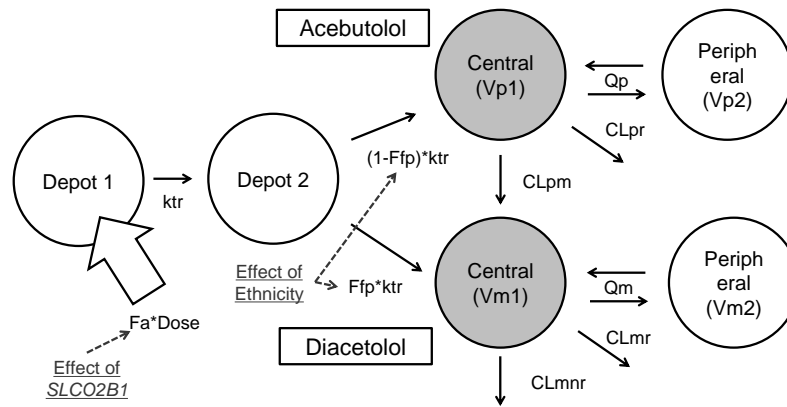 Acebutolol
Central
(Vp1)
Periph
eral
(Vp2)
Qp
CLpr
Depot 1
ktr
Depot 2
(1-Ffp)*ktr
CLpm
Effect of
Ethnicity
Ffp*ktr
Central
(Vm1)
Periph
eral
(Vm2)
Qm
CLmr
Fa*Dose
Diacetolol
Effect of
SLCO2B1
CLmnr